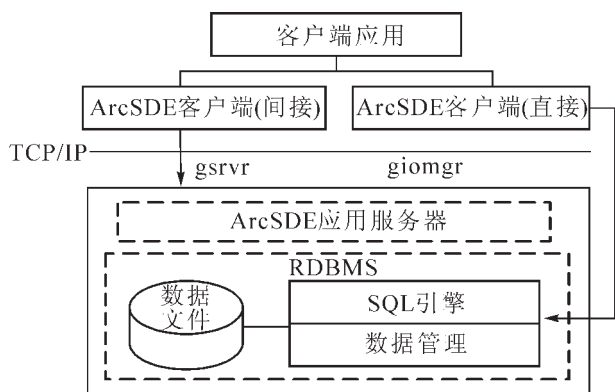 客户端应用
ArcSDE客户端(间接)
ArcSDE客户端(直接)
TCP/IP
gsrvr
giomgr
ArcSDE应用服务器
RDBMS
数据
文件
SQL引擎
数据管理